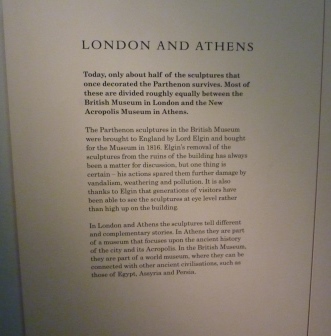 LONDON AND ATHENS
Today, only about half of the sculptures that
once decorated the Parthenon survives. Most of
these are divided roughly equally between the
British Museum in London and the New
Acropolis Museum in Athens.
The Parthenon sculptures in the British Museum
were brought to England by Lord Elgin and bought
for the Museum in 1816. Elgin's removal of the
sculptures from the ruins of the building has always
been a matter for discussion, but one thing is
certain – his actions spared them further damage by
vandalism, weathering and pollution. It is also
thanks to Elgin that generations of visitors have
been able to see the sculptures at eye level rather
than high up on the building.
In London and Athens the sculptures tell different
and complementary stories. In Athens they are part
of a museum that focuses upon the ancient history
of the city and its Acropolis. In the British Museum,
they are part of a world museum, where they can be
connected with other ancient civilisations, such as
those of Egypt, Assyria and Persia.